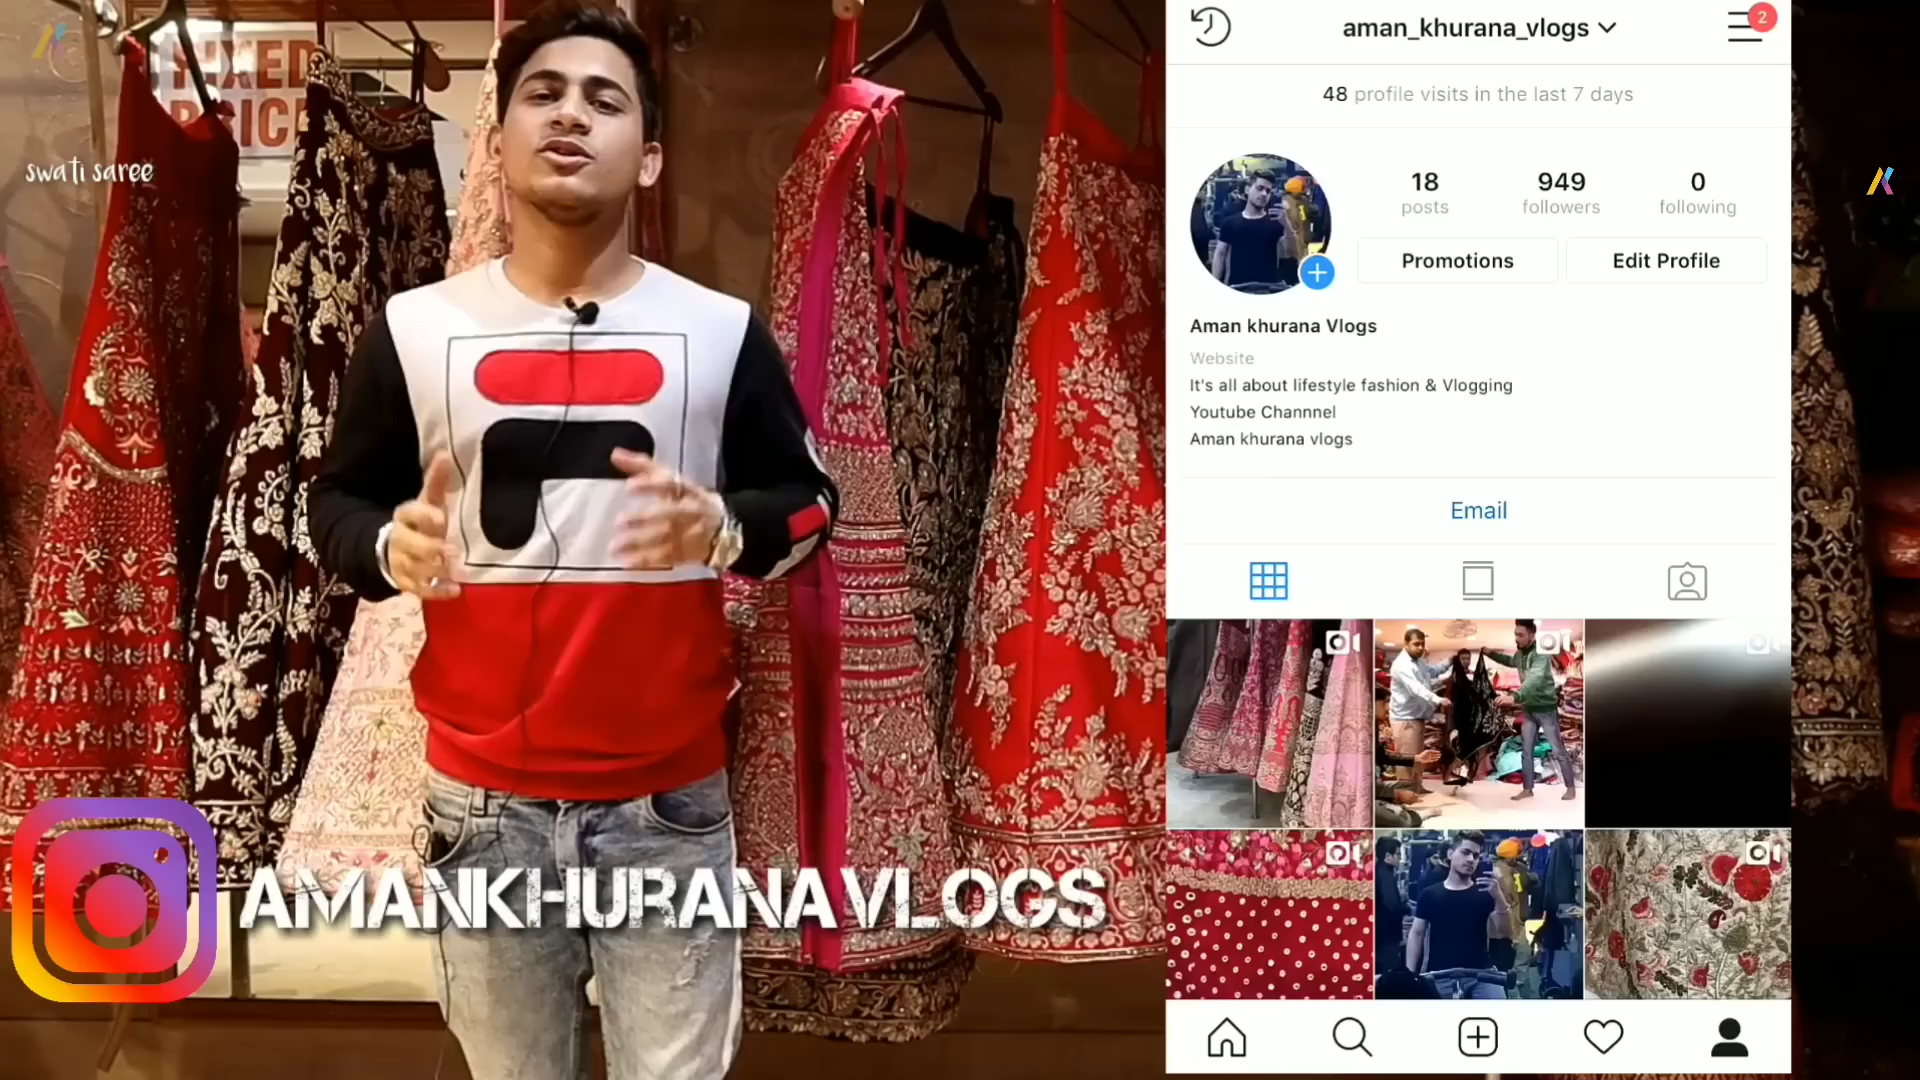 FIXED
PRICE
swati saree
AMANKHURANAVLOGS
aman_khurana_vlogs
2
48 profile visits in the last 7 days
18
posts
949
followers
0
following
Promotions
Edit Profile
Aman khurana Vlogs
Website
It's all about lifestyle fashion & Vlogging
Youtube Channnel
Aman khurana vlogs
Email